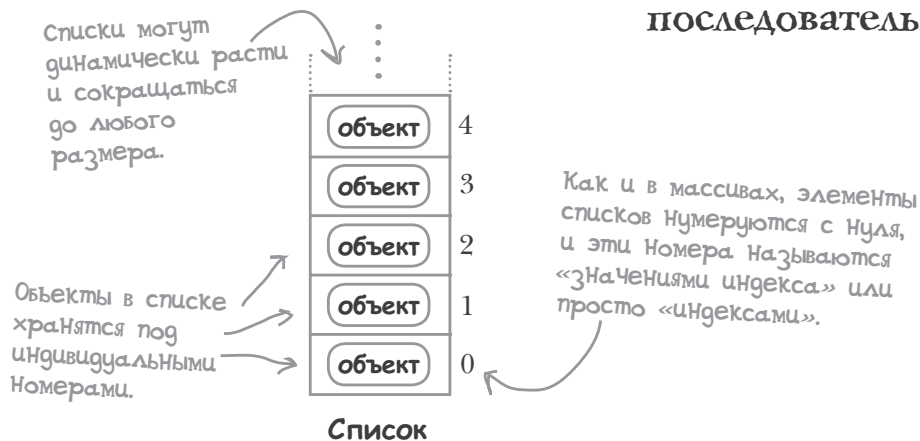 последователь
Списки могут
динамически расти
и сокращаться
до любого
размера.
объект 4
объект 3
объект 2
объект 1
объект 0
Как и в массивах, элементы
списков нумеруются с нуля,
и эти номера называются
«значениями индекса» или
просто «индексами».
Объекты в списке
хранятся под
индивидуальными
номерами.
Список